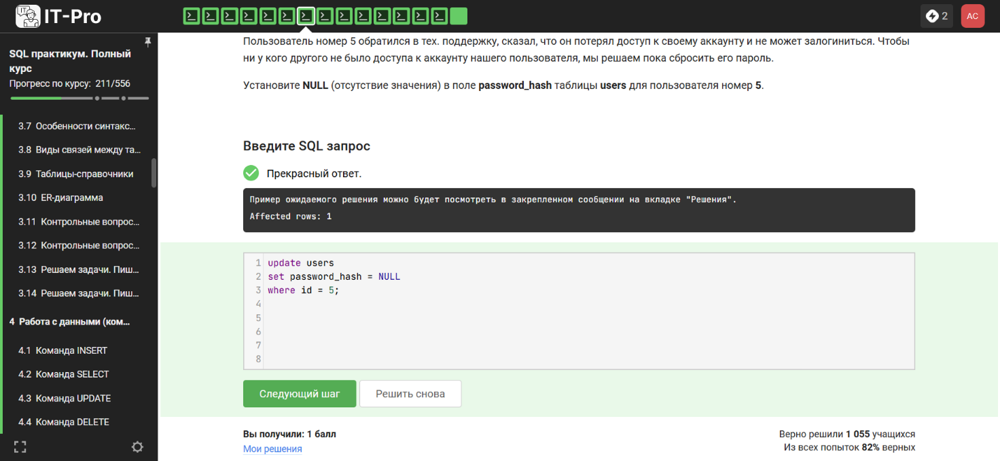 IT-Pro
2
AC
SQL практикум. Полный
курс
Прогресс по курсу: 211/556
3.7 Особенности синтакс...
3.8 Виды связей между та...
3.9 Таблицы-справочники
3.10 ER-диаграмма
3.11 Контрольные вопрос...
3.12 Контрольные вопрос...
3.13 Решаем задачи. Пиш...
3.14 Решаем задачи. Пиш...
4 Работа с данными (ком...
4.1 Команда INSERT
4.2 Команда SELECT
4.3 Команда UPDATE
4.4 Команда DELETE
Пользователь номер 5 обратился в тех. поддержку, сказал, что он потерял доступ к своему аккаунту и не может залогиниться. Чтобы
ни у кого другого не было доступа к аккаунту нашего пользователя, мы решаем пока сбросить его пароль.
Установите NULL (отсутствие значения) в поле password_hash таблицы users для пользователя номер 5.
Введите SQL запрос
Прекрасный ответ.
Пример ожидаемого решения можно будет посмотреть в закрепленном сообщении на вкладке "Решения".
Affected rows: 1
1 update users
2 set password_hash = NULL
3 where id = 5;
4
5
6
7
8
Следующий шаг
Решить снова
Вы получили: 1 балл
Мои решения
Верно решили 1 055 учащихся
Из всех попыток 82% верных